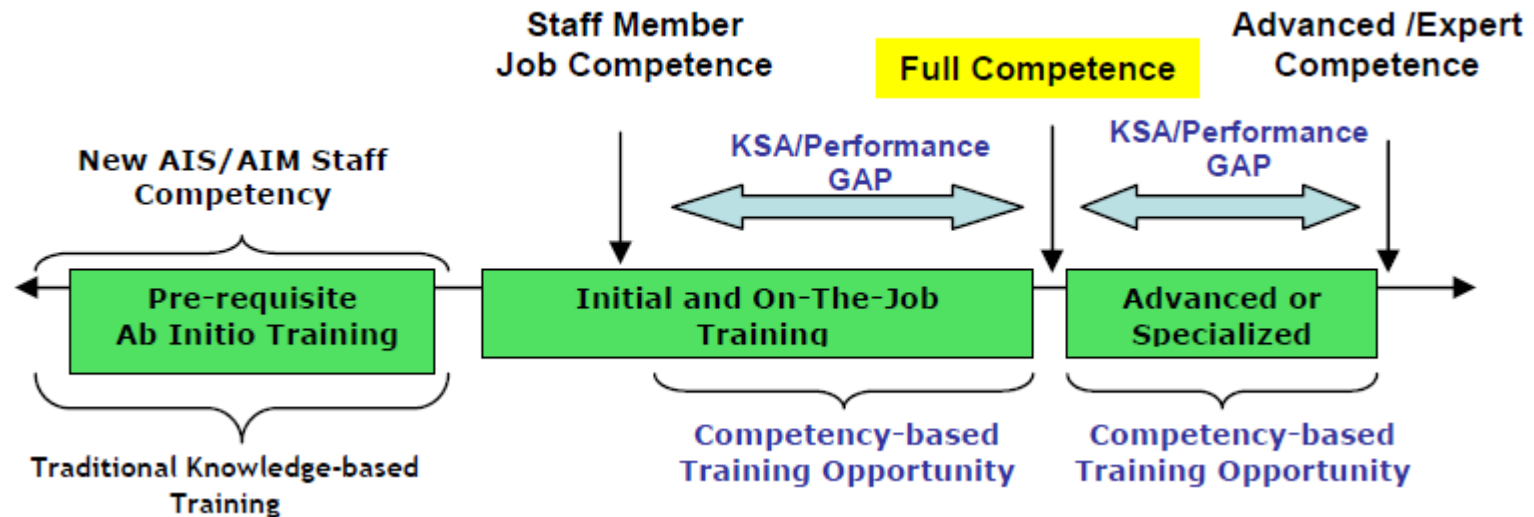 Staff Member
Job Competence
Full Competence
Advanced /Expert
Competence
New AIS/AIM Staff
Competency
KSA/Performance
GAP
KSA/Performance
GAP
Pre-requisite
Ab Initio Training
Initial and On-The-Job
Training
Advanced or
Specialized
Traditional Knowledge-based
Training
Competency-based
Training Opportunity
Competency-based
Training Opportunity